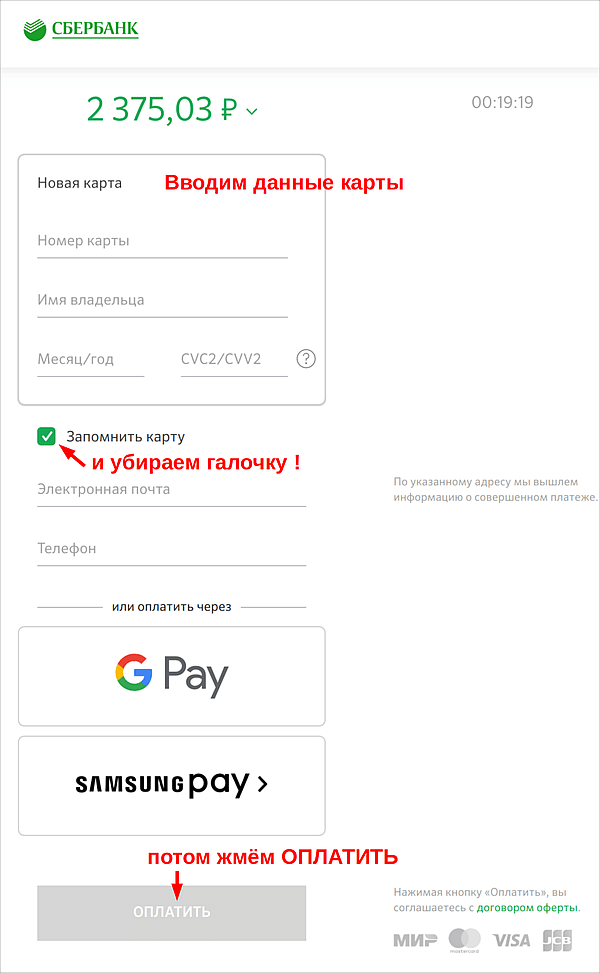 СБЕРБАНК
2 375,03 ₽
00:19:19
Новая карта
Вводим данные карты
Номер карты
Имя владельца
Месяц/год
CVC2/CVV2
?
Запомнить карту
и убираем галочку !
Электронная почта
По указанному адресу мы вышлем
информацию о совершенном платеже.
Телефон
или оплатить через
G Pay
SAMSUNG pay
потом жмём ОПЛАТИТЬ
ОПЛАТИТЬ
Нажимая кнопку «Оплатить», вы
соглашаетесь с договором оферты.
МИР mastercard VISA JCB